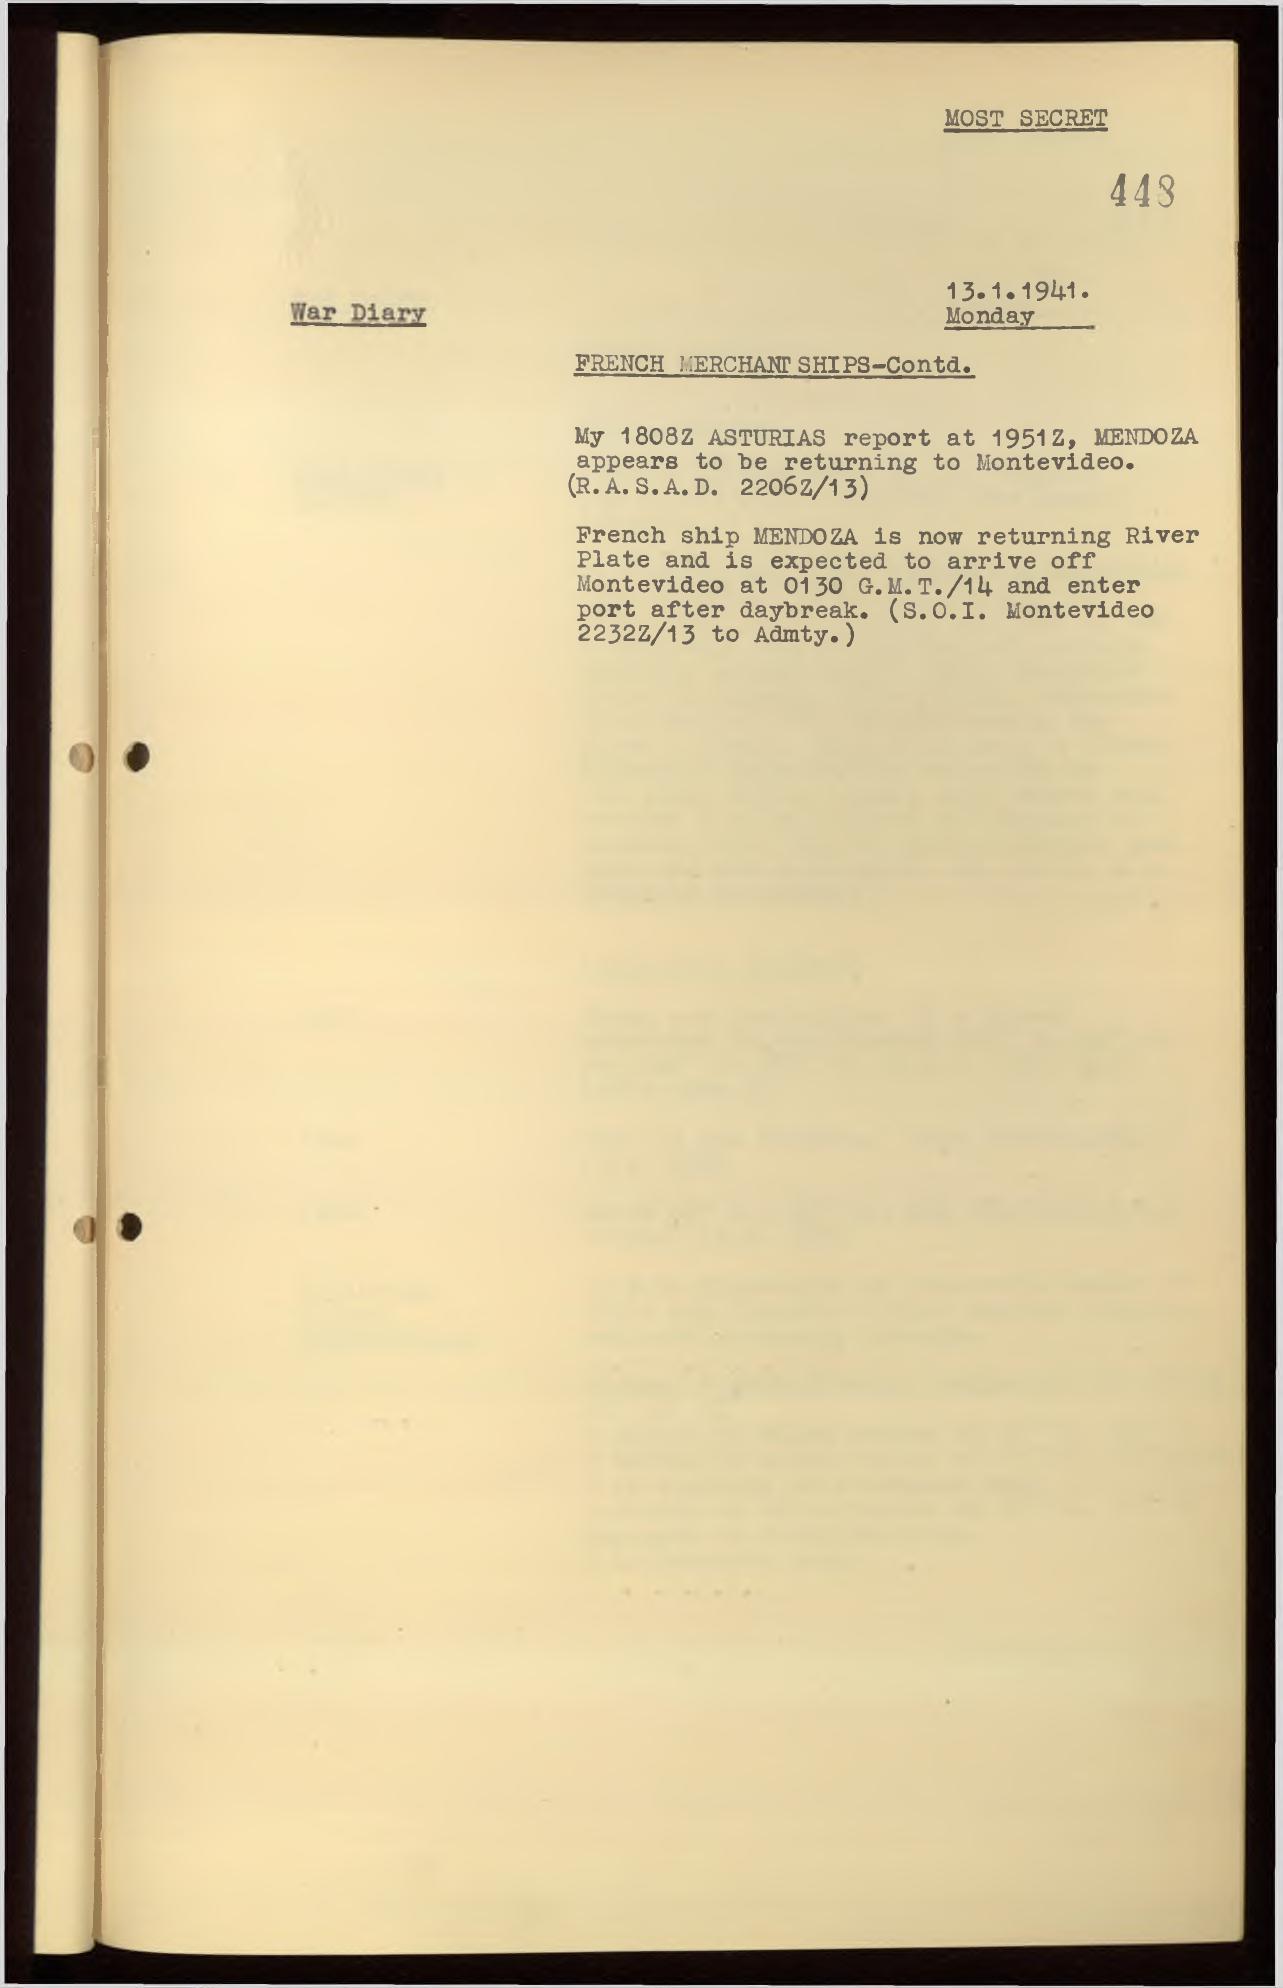 MOST SECRET
448
13.1.1941.
War Diary
Monday
FRENCH MERCHANT SHIPS-Contd.
My 1808Z ASTURIAS report at 1951Z, MENDOZA
appears to be returning to Montevideo.
(R.A.S.A.D. 2206Z/13)
French ship MENDOZA is now returning River
Plate and is expected to arrive off
Montevideo at 0130 G.M.T./14 and enter
port after daybreak. (S.O.I. Montevideo
2232Z/13 to Admty.)